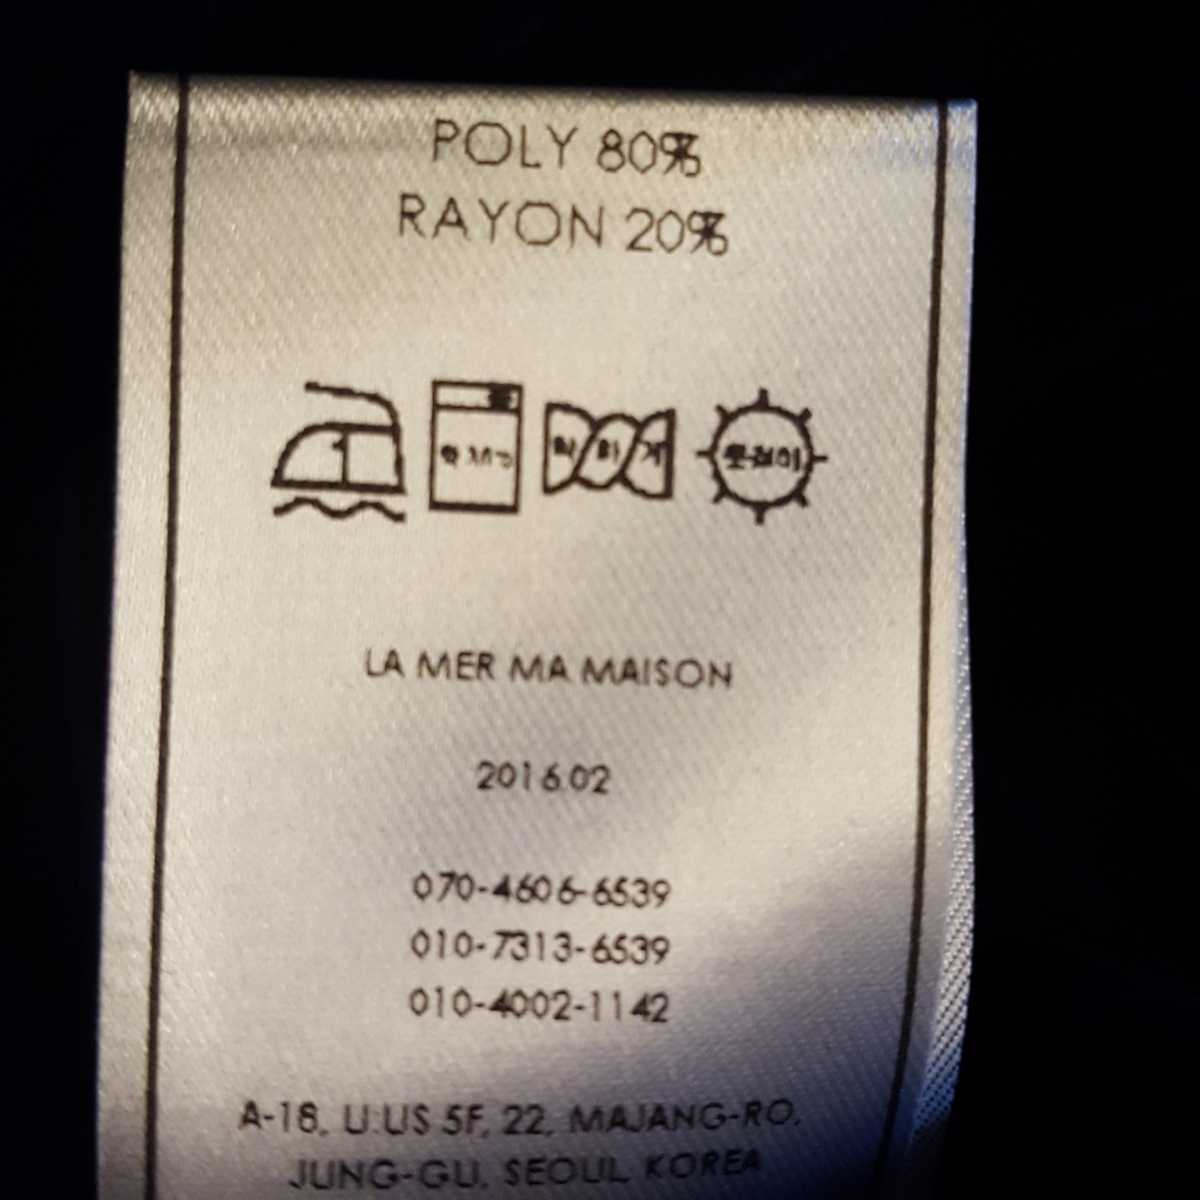 POLY 80%
RAYON 20%
LA MER MA MAISON
2016.02
070-4606-6539
010-7313-6539
010-4002-1142
A-18, U:US 5F, 22, MAJANG-RO,
JUNG-GU, SEOUL KOREA